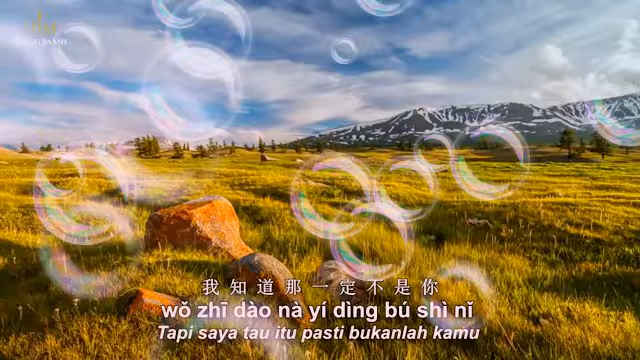 我知道那一定不是你
wǒ zhī dào nà yí dìng bú shì nǐ
Tapi saya tau itu pasti bukanlah kamu